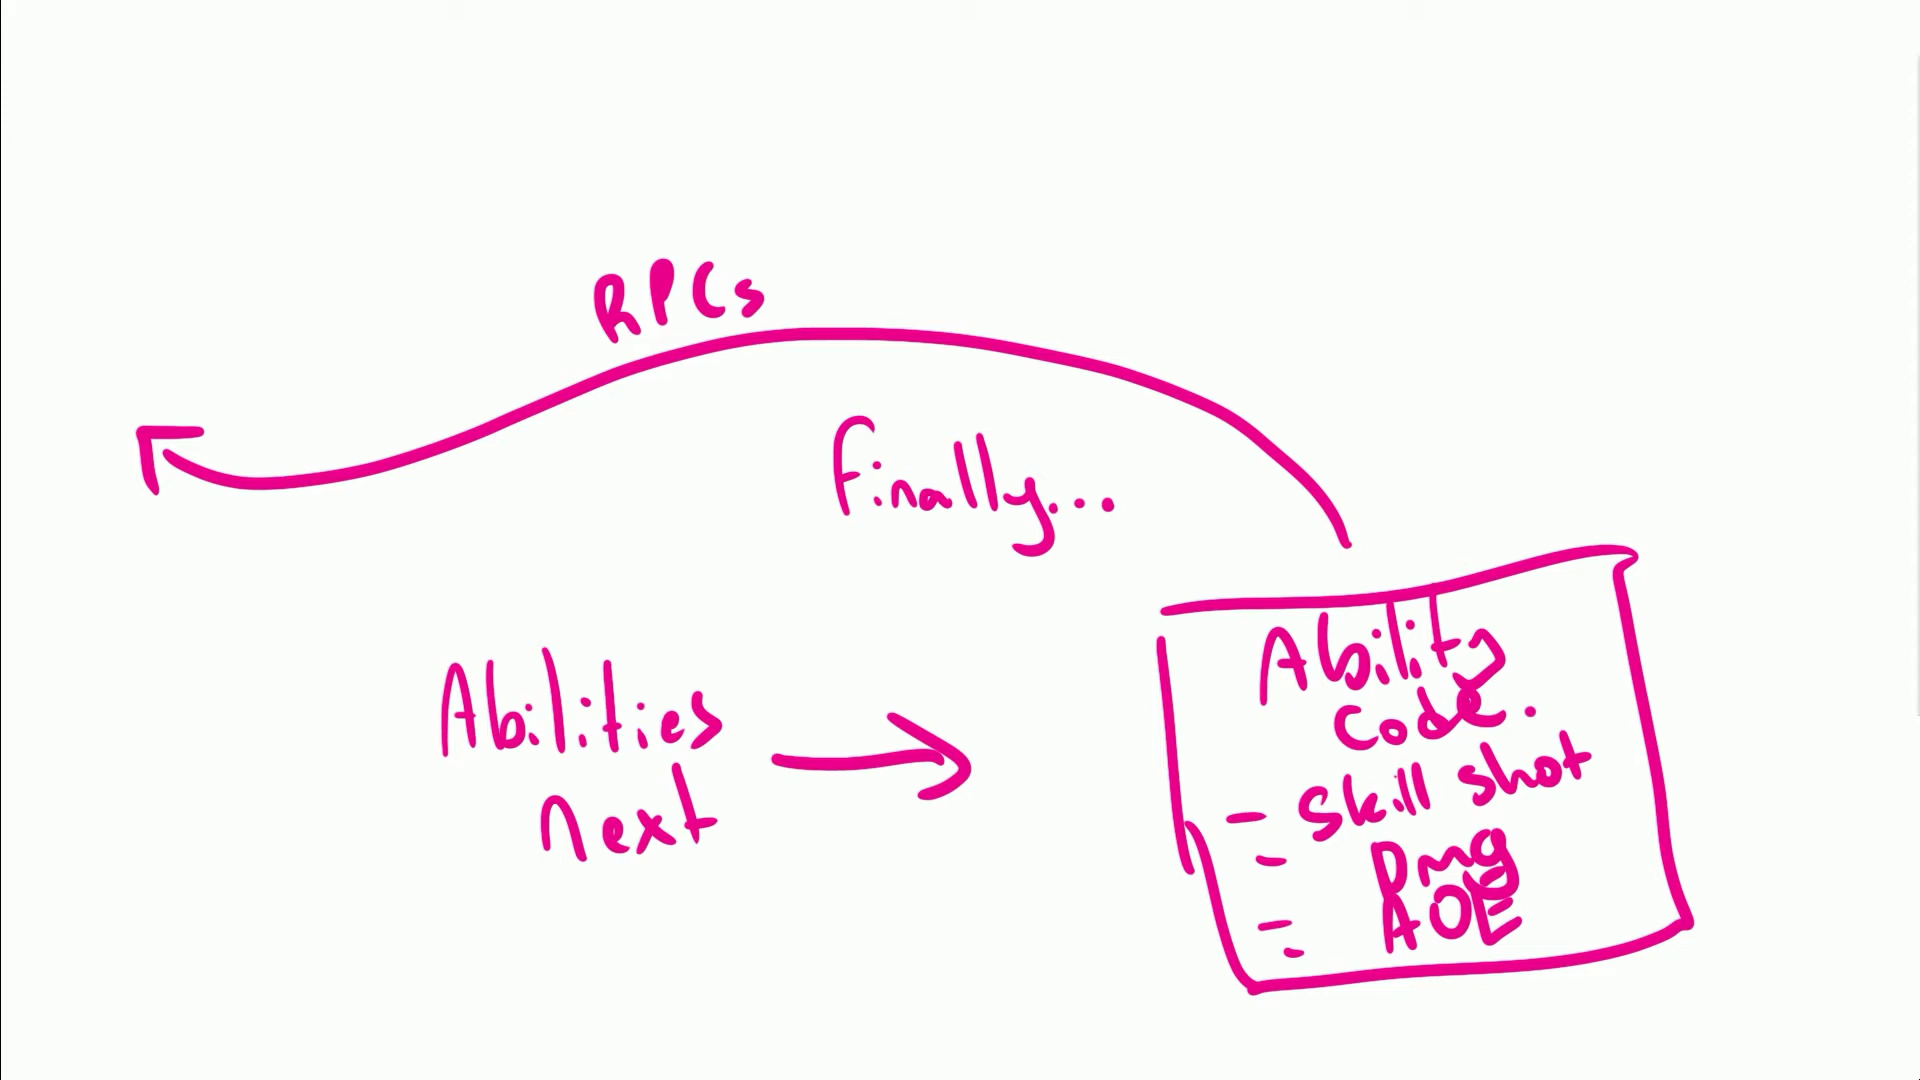 RPCs
Finally...
Abilities
next
Ability
Code.
- Skill shot
- Dmg
- AOE
-